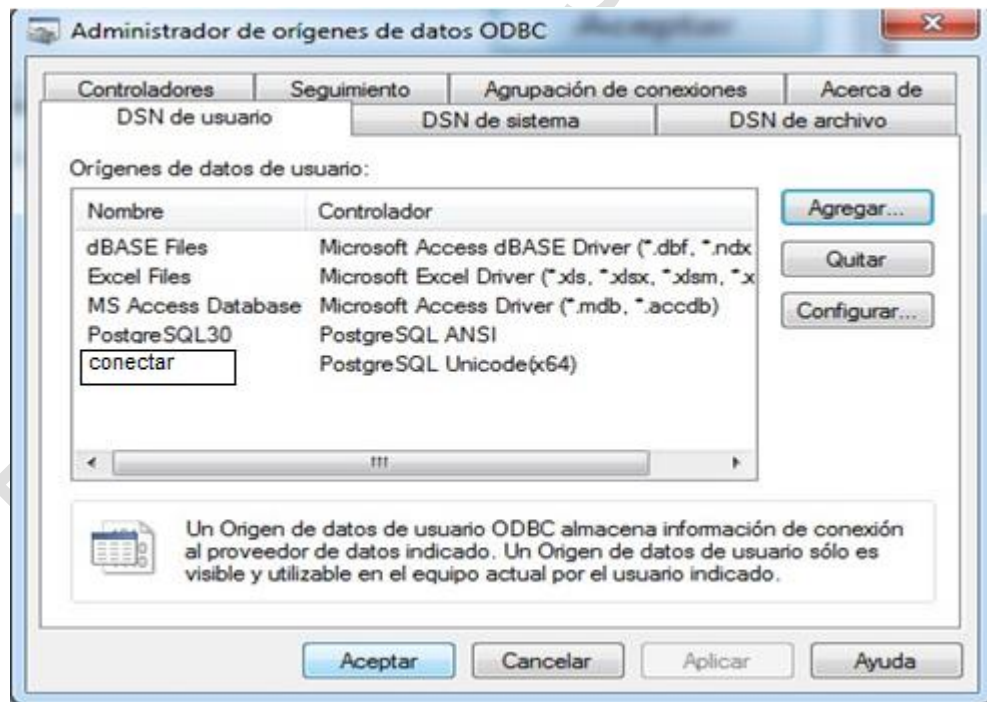 Administrador de orígenes de datos ODBC
Controladores Seguimiento Agrupación de conexiones Acerca de
DSN de usuario DSN de sistema DSN de archivo
Orígenes de datos de usuario:
Nombre Controlador
dBASE Files Microsoft Access dBASE Driver (*.dbf, *.ndx
Excel Files Microsoft Excel Driver (*.xls, *.xlsx, *.xlsm, *.x
MS Access Database Microsoft Access Driver (*.mdb, *.accdb)
PostgreSQL30 PostgreSQL ANSI
conectar PostgreSQL Unicode(x64)
Agregar...
Quitar
Configurar...
Un Origen de datos de usuario ODBC almacena información de conexión
al proveedor de datos indicado. Un Origen de datos de usuario sólo es
visible y utilizable en el equipo actual por el usuario indicado.
Aceptar Cancelar Aplicar Ayuda